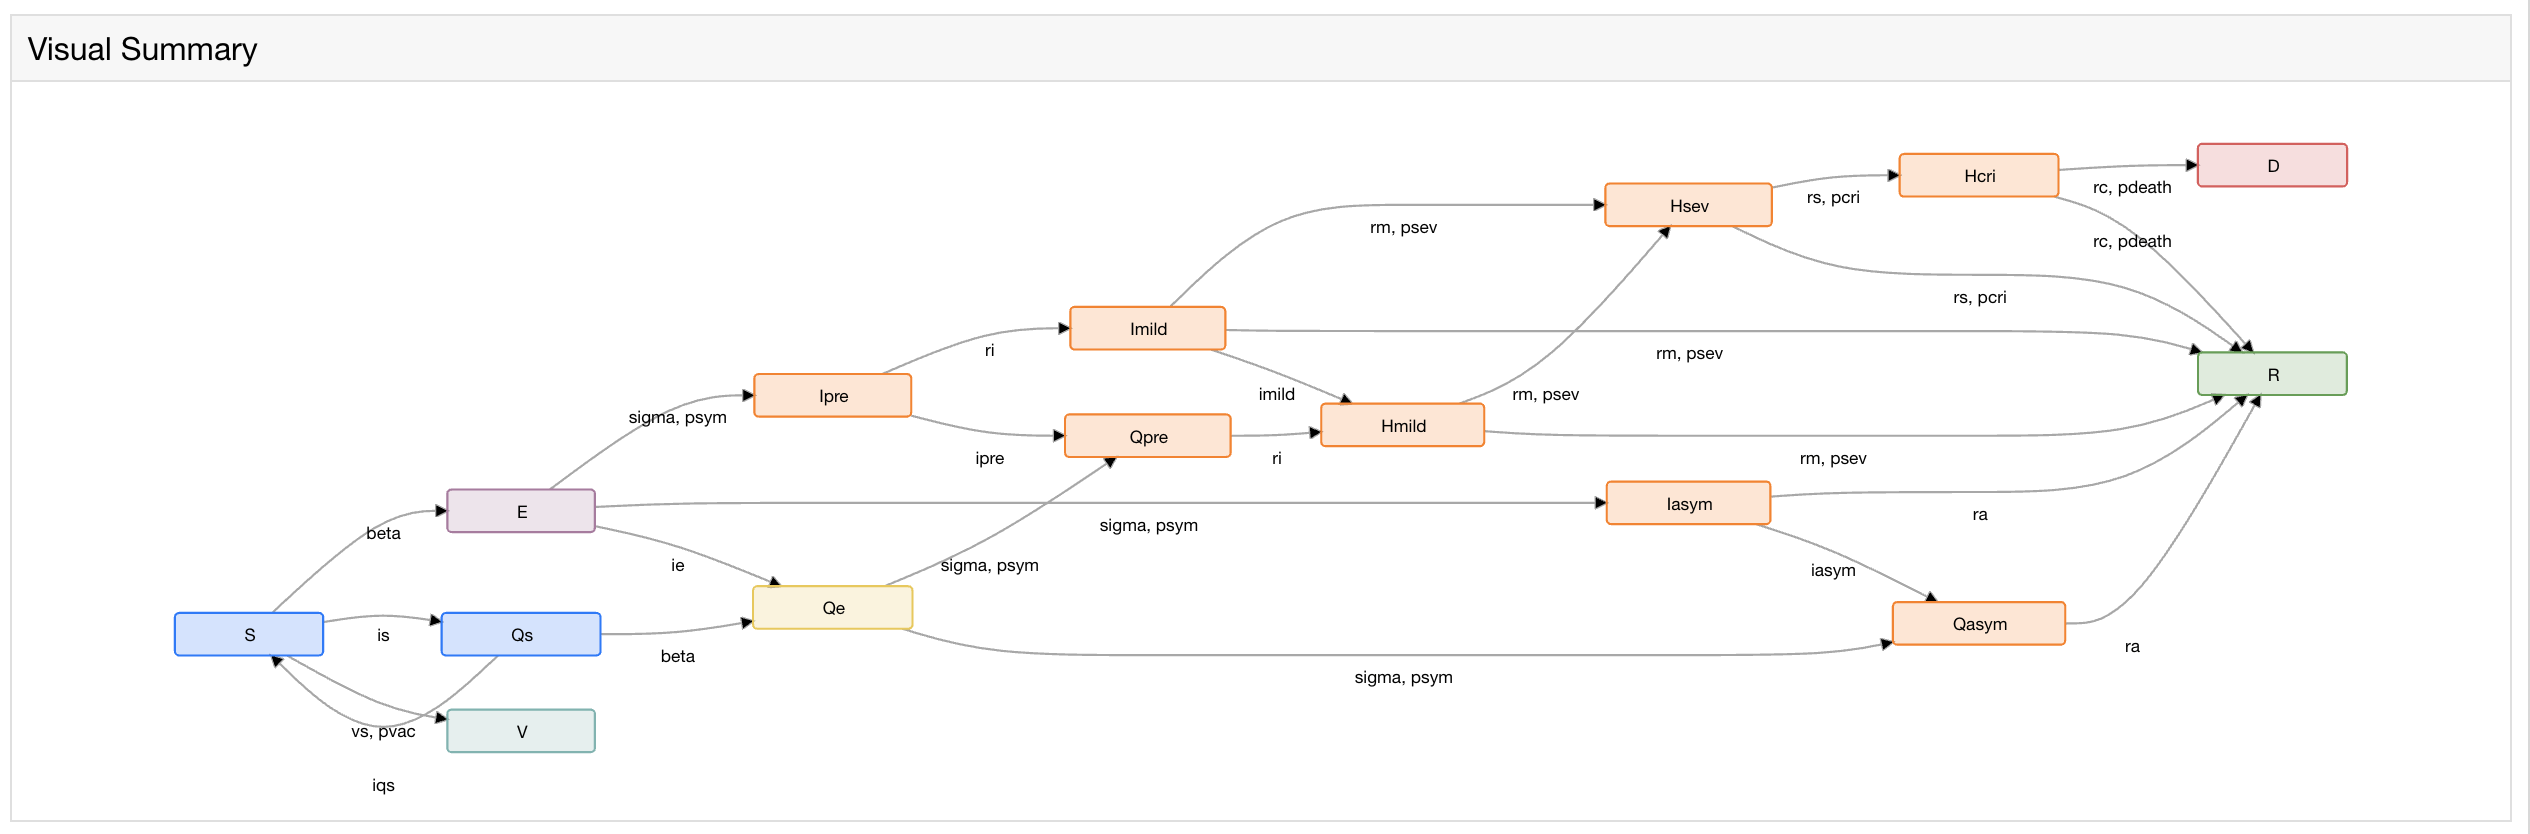 Visual Summary
D
Hcri
rc, pdeath
rs, pcri
Hsev
rm, psev
rc, pdeath
rs, pcri
Imild
ri
rm, psev
R
Ipre
imild
rm, psev
sigma, psym
Hmild
Qpre
ipre
ri
rm, psev
E
Iasym
beta
sigma, psym
ra
ie
sigma, psym
iasym
Qe
S
is
Qs
Qasym
beta
ra
sigma, psym
vs, pvac
V
iqs